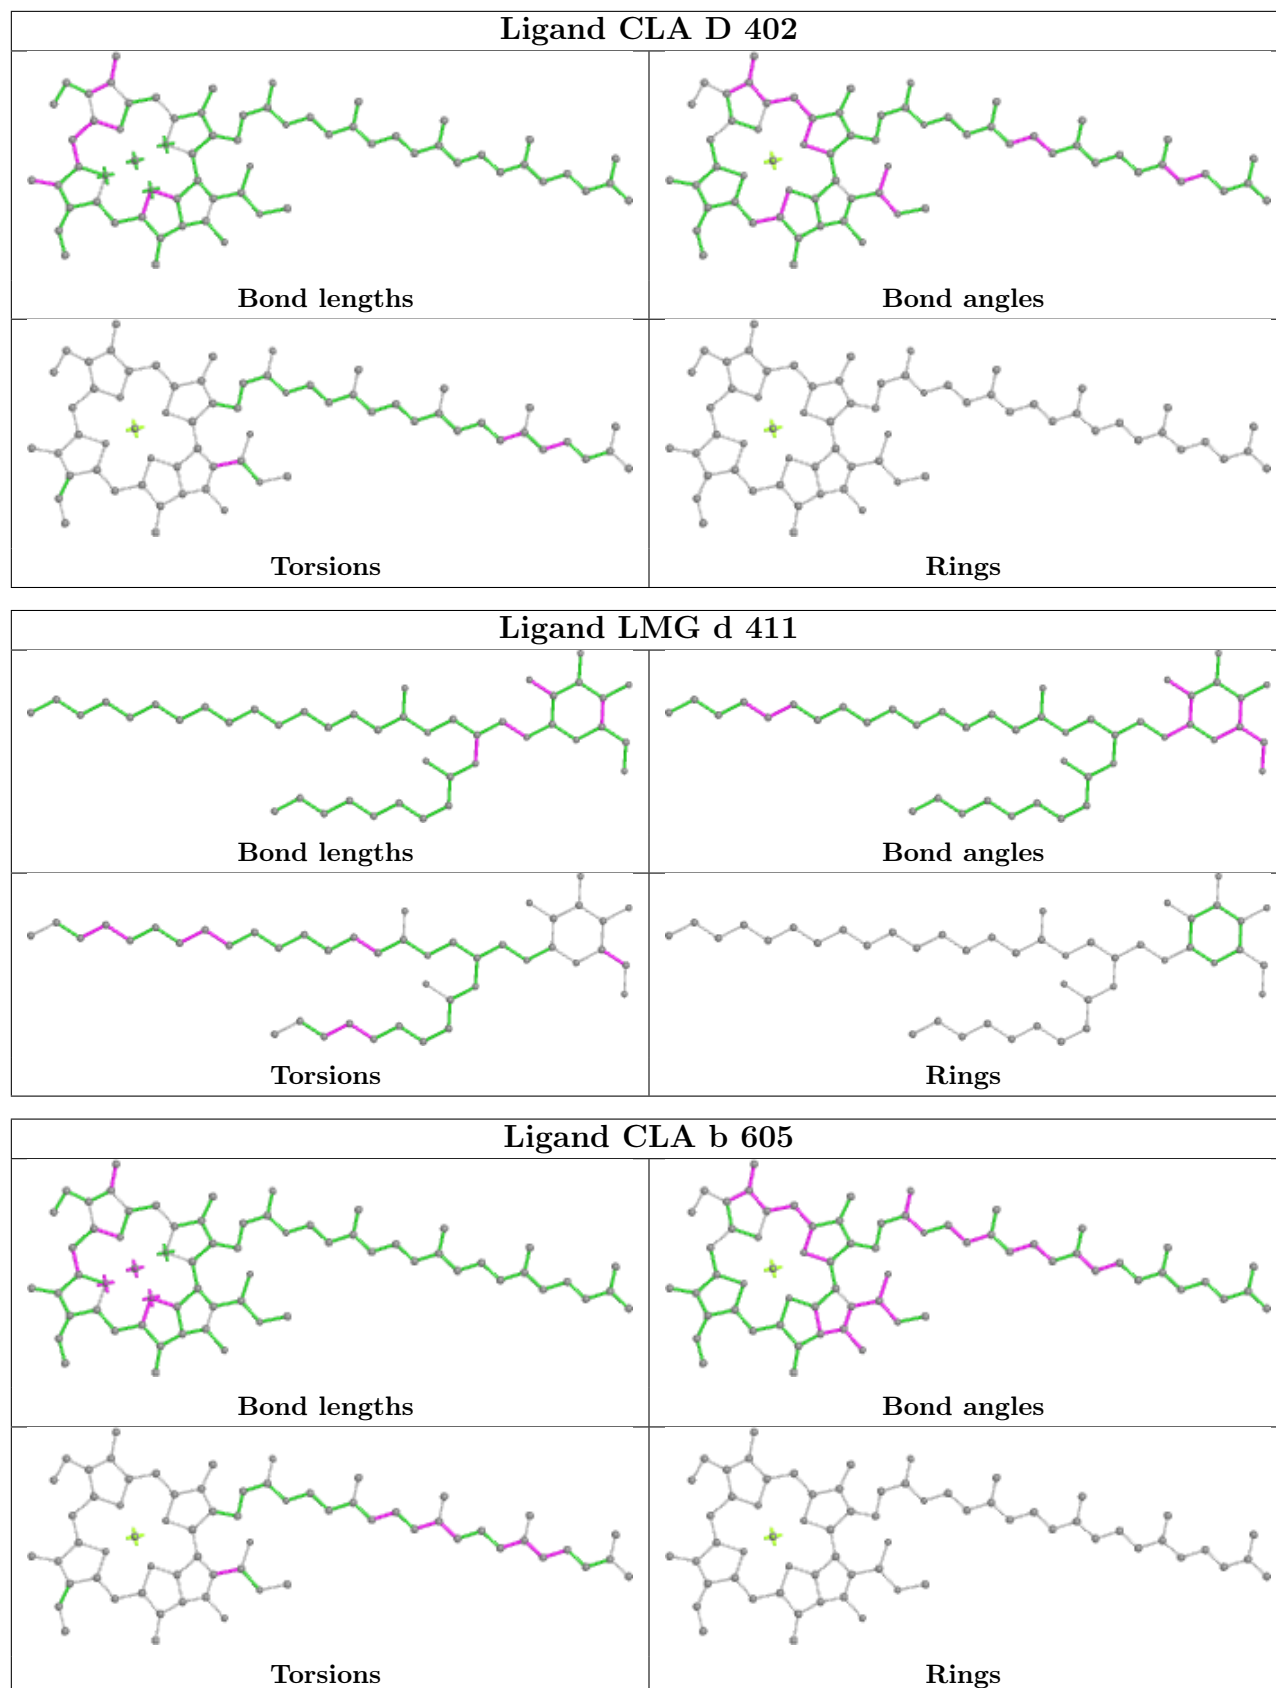 Ligand CLA D 402
Bond lengths
Bond angles
Torsions
Rings
Ligand LMG d 411
Bond lengths
Bond angles
Torsions
Rings
Ligand CLA b 605
Bond lengths
Bond angles
Torsions
Rings